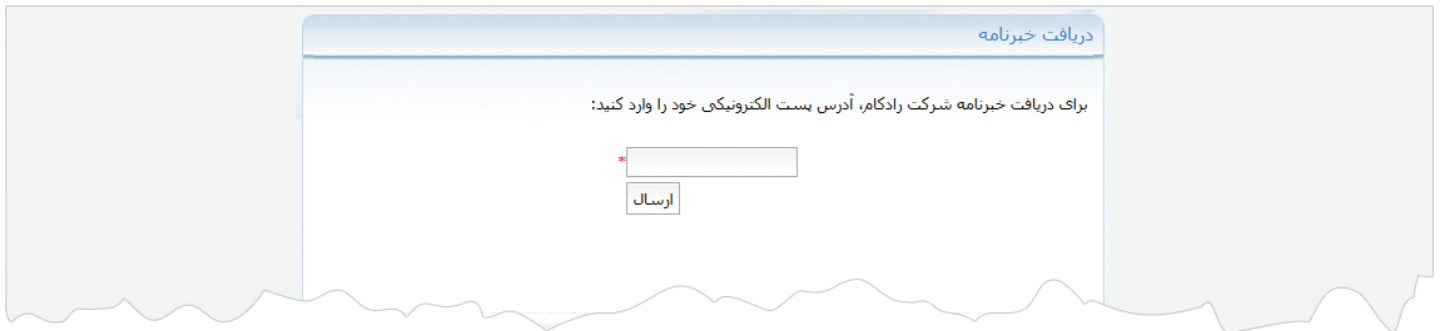 دریافت خبرنامه
برای دریافت خبرنامه شرکت رادکام، آدرس پست الکترونیکی خود را وارد کنید:
*
ارسال